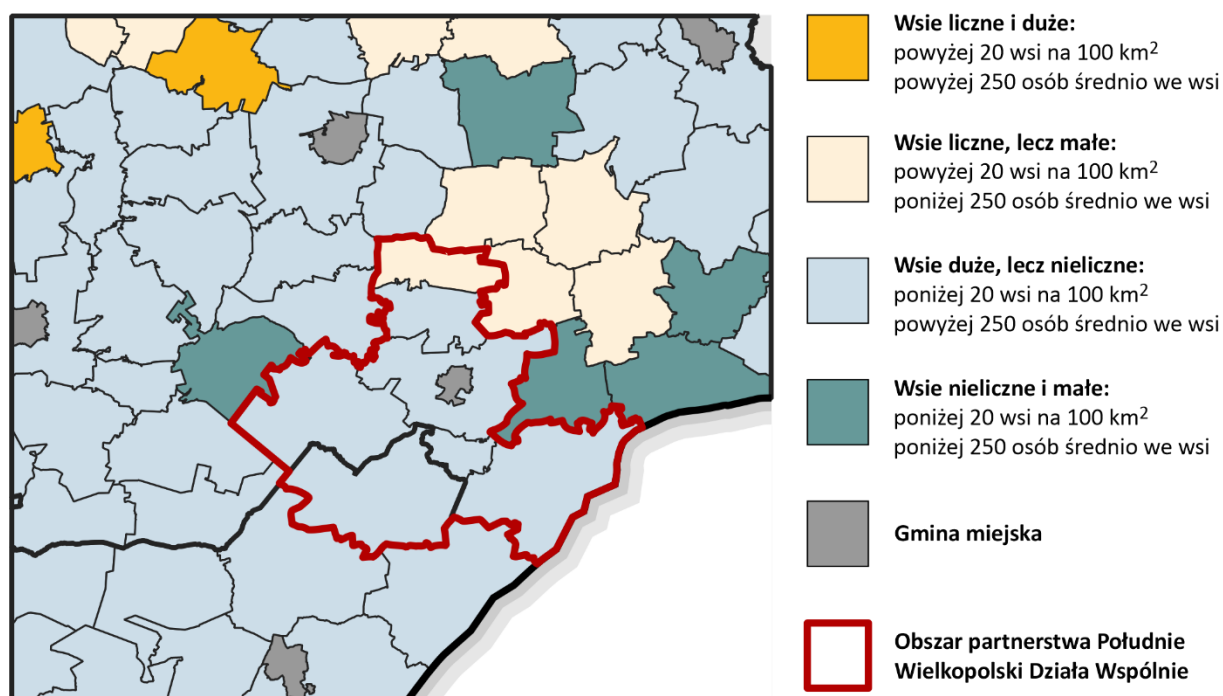 Wsie liczne i duże:
powyżej 20 wsi na 100 km²
powyżej 250 osób średnio we wsi
Wsie liczne, lecz małe:
powyżej 20 wsi na 100 km²
poniżej 250 osób średnio we wsi
Wsie duże, lecz nieliczne:
poniżej 20 wsi na 100 km²
powyżej 250 osób średnio we wsi
Wsie nieliczne i małe:
poniżej 20 wsi na 100 km²
poniżej 250 osób średnio we wsi
Gmina miejska
Obszar partnerstwa Południe
Wielkopolski Działa Wspólnie